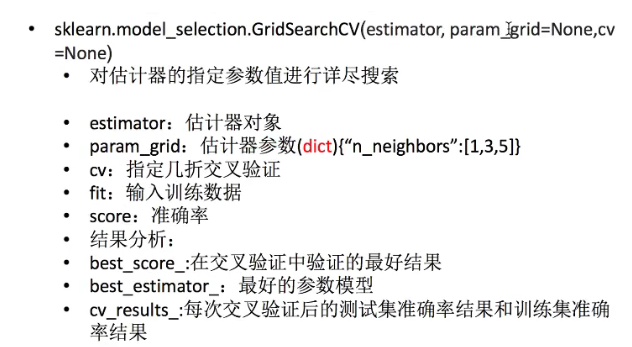 • sklearn.model_selection.GridSearchCV(estimator, param_grid=None,cv
=None)
• 对估计器的指定参数值进行详尽搜索
• estimator：估计器对象
• param_grid：估计器参数(dict){“n_neighbors”:[1,3,5]}
• cv：指定几折交叉验证
• fit：输入训练数据
• score：准确率
• 结果分析：
• best_score_:在交叉验证中验证的最好结果
• best_estimator_：最好的参数模型
• cv_results_:每次交叉验证后的测试集准确率结果和训练集准确
率结果